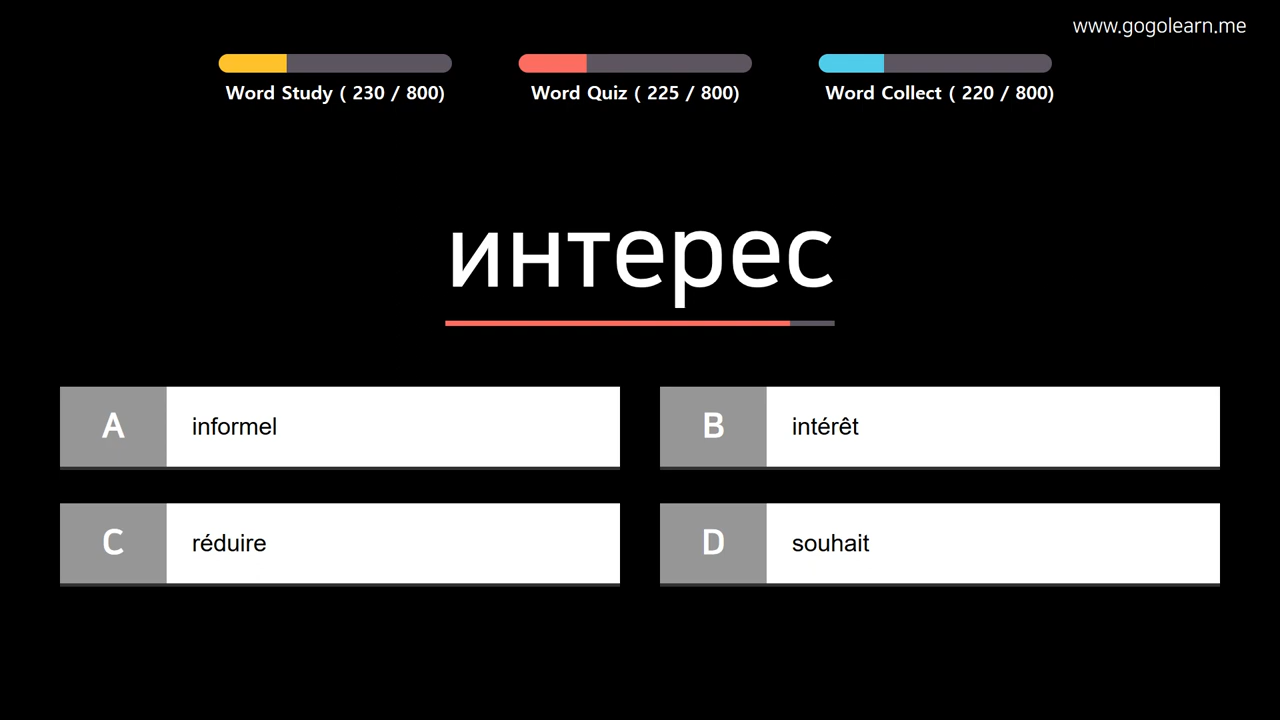 www.gogolearn.me
Word Study ( 230 / 800)
Word Quiz ( 225 / 800)
Word Collect ( 220 / 800)
интерес
A informel
B intérêt
C réduire
D souhait